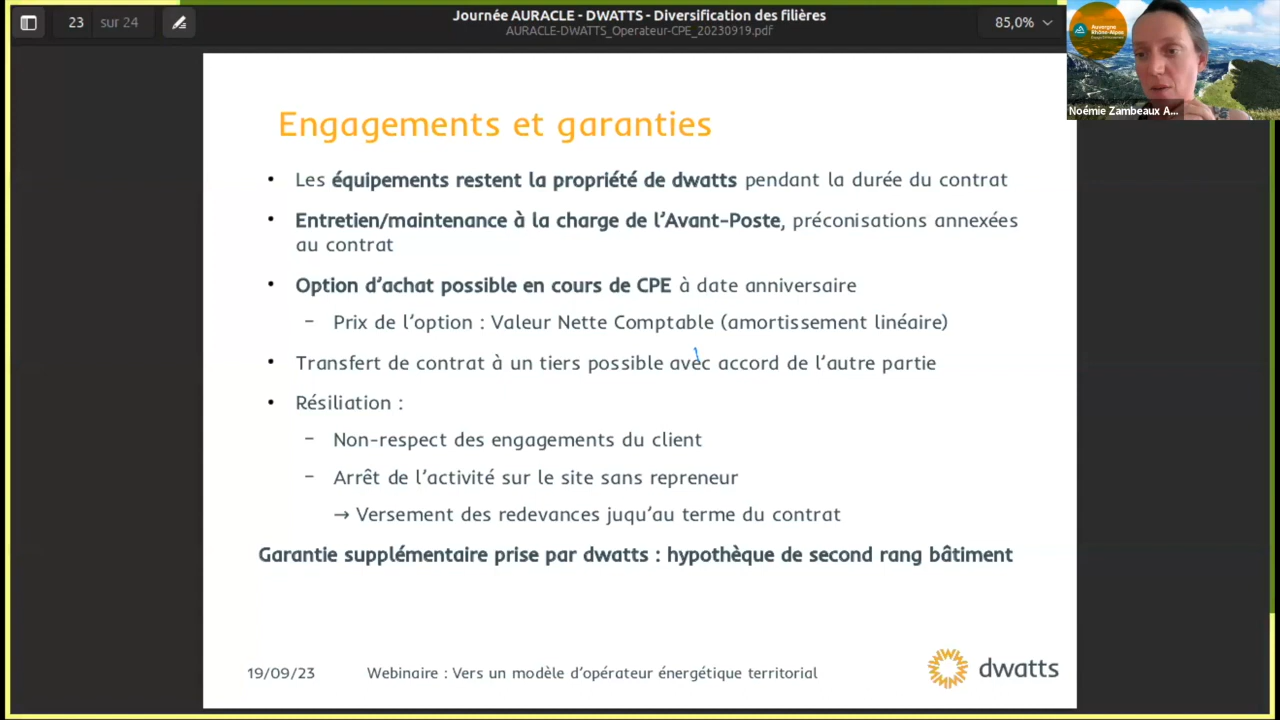 23 sur 24
Journée AURACLE - DWATTS - Diversification des filières
AURACLE-DWATTS_Operateur-CPE_20230919.pdf
85,0%
Auvergne
Rhône-Alpes
Noémie Zambeaux A...
Engagements et garanties
• Les équipements restent la propriété de dwatts pendant la durée du contrat
• Entretien/maintenance à la charge de l’Avant-Poste, préconisations annexées
au contrat
• Option d’achat possible en cours de CPE à date anniversaire
– Prix de l’option : Valeur Nette Comptable (amortissement linéaire)
• Transfert de contrat à un tiers possible avec accord de l’autre partie
• Résiliation :
– Non-respect des engagements du client
– Arrêt de l’activité sur le site sans repreneur
→ Versement des redevances juqu’au terme du contrat
Garantie supplémentaire prise par dwatts : hypothèque de second rang bâtiment
19/09/23
Webinaire : Vers un modèle d’opérateur énergétique territorial
dwatts